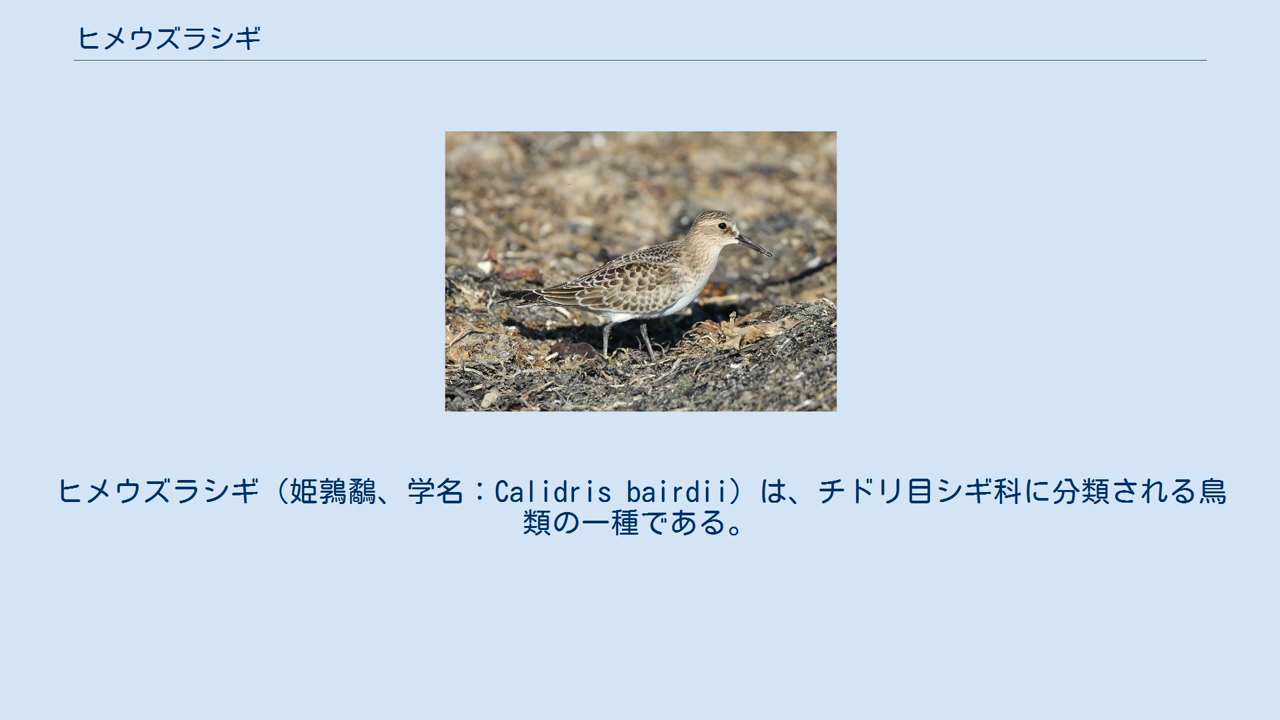 ヒメウズラシギ
ヒメウズラシギ（姫鶉鷸、学名：Calidris bairdii）は、チドリ目シギ科に分類される鳥
類の一種である。